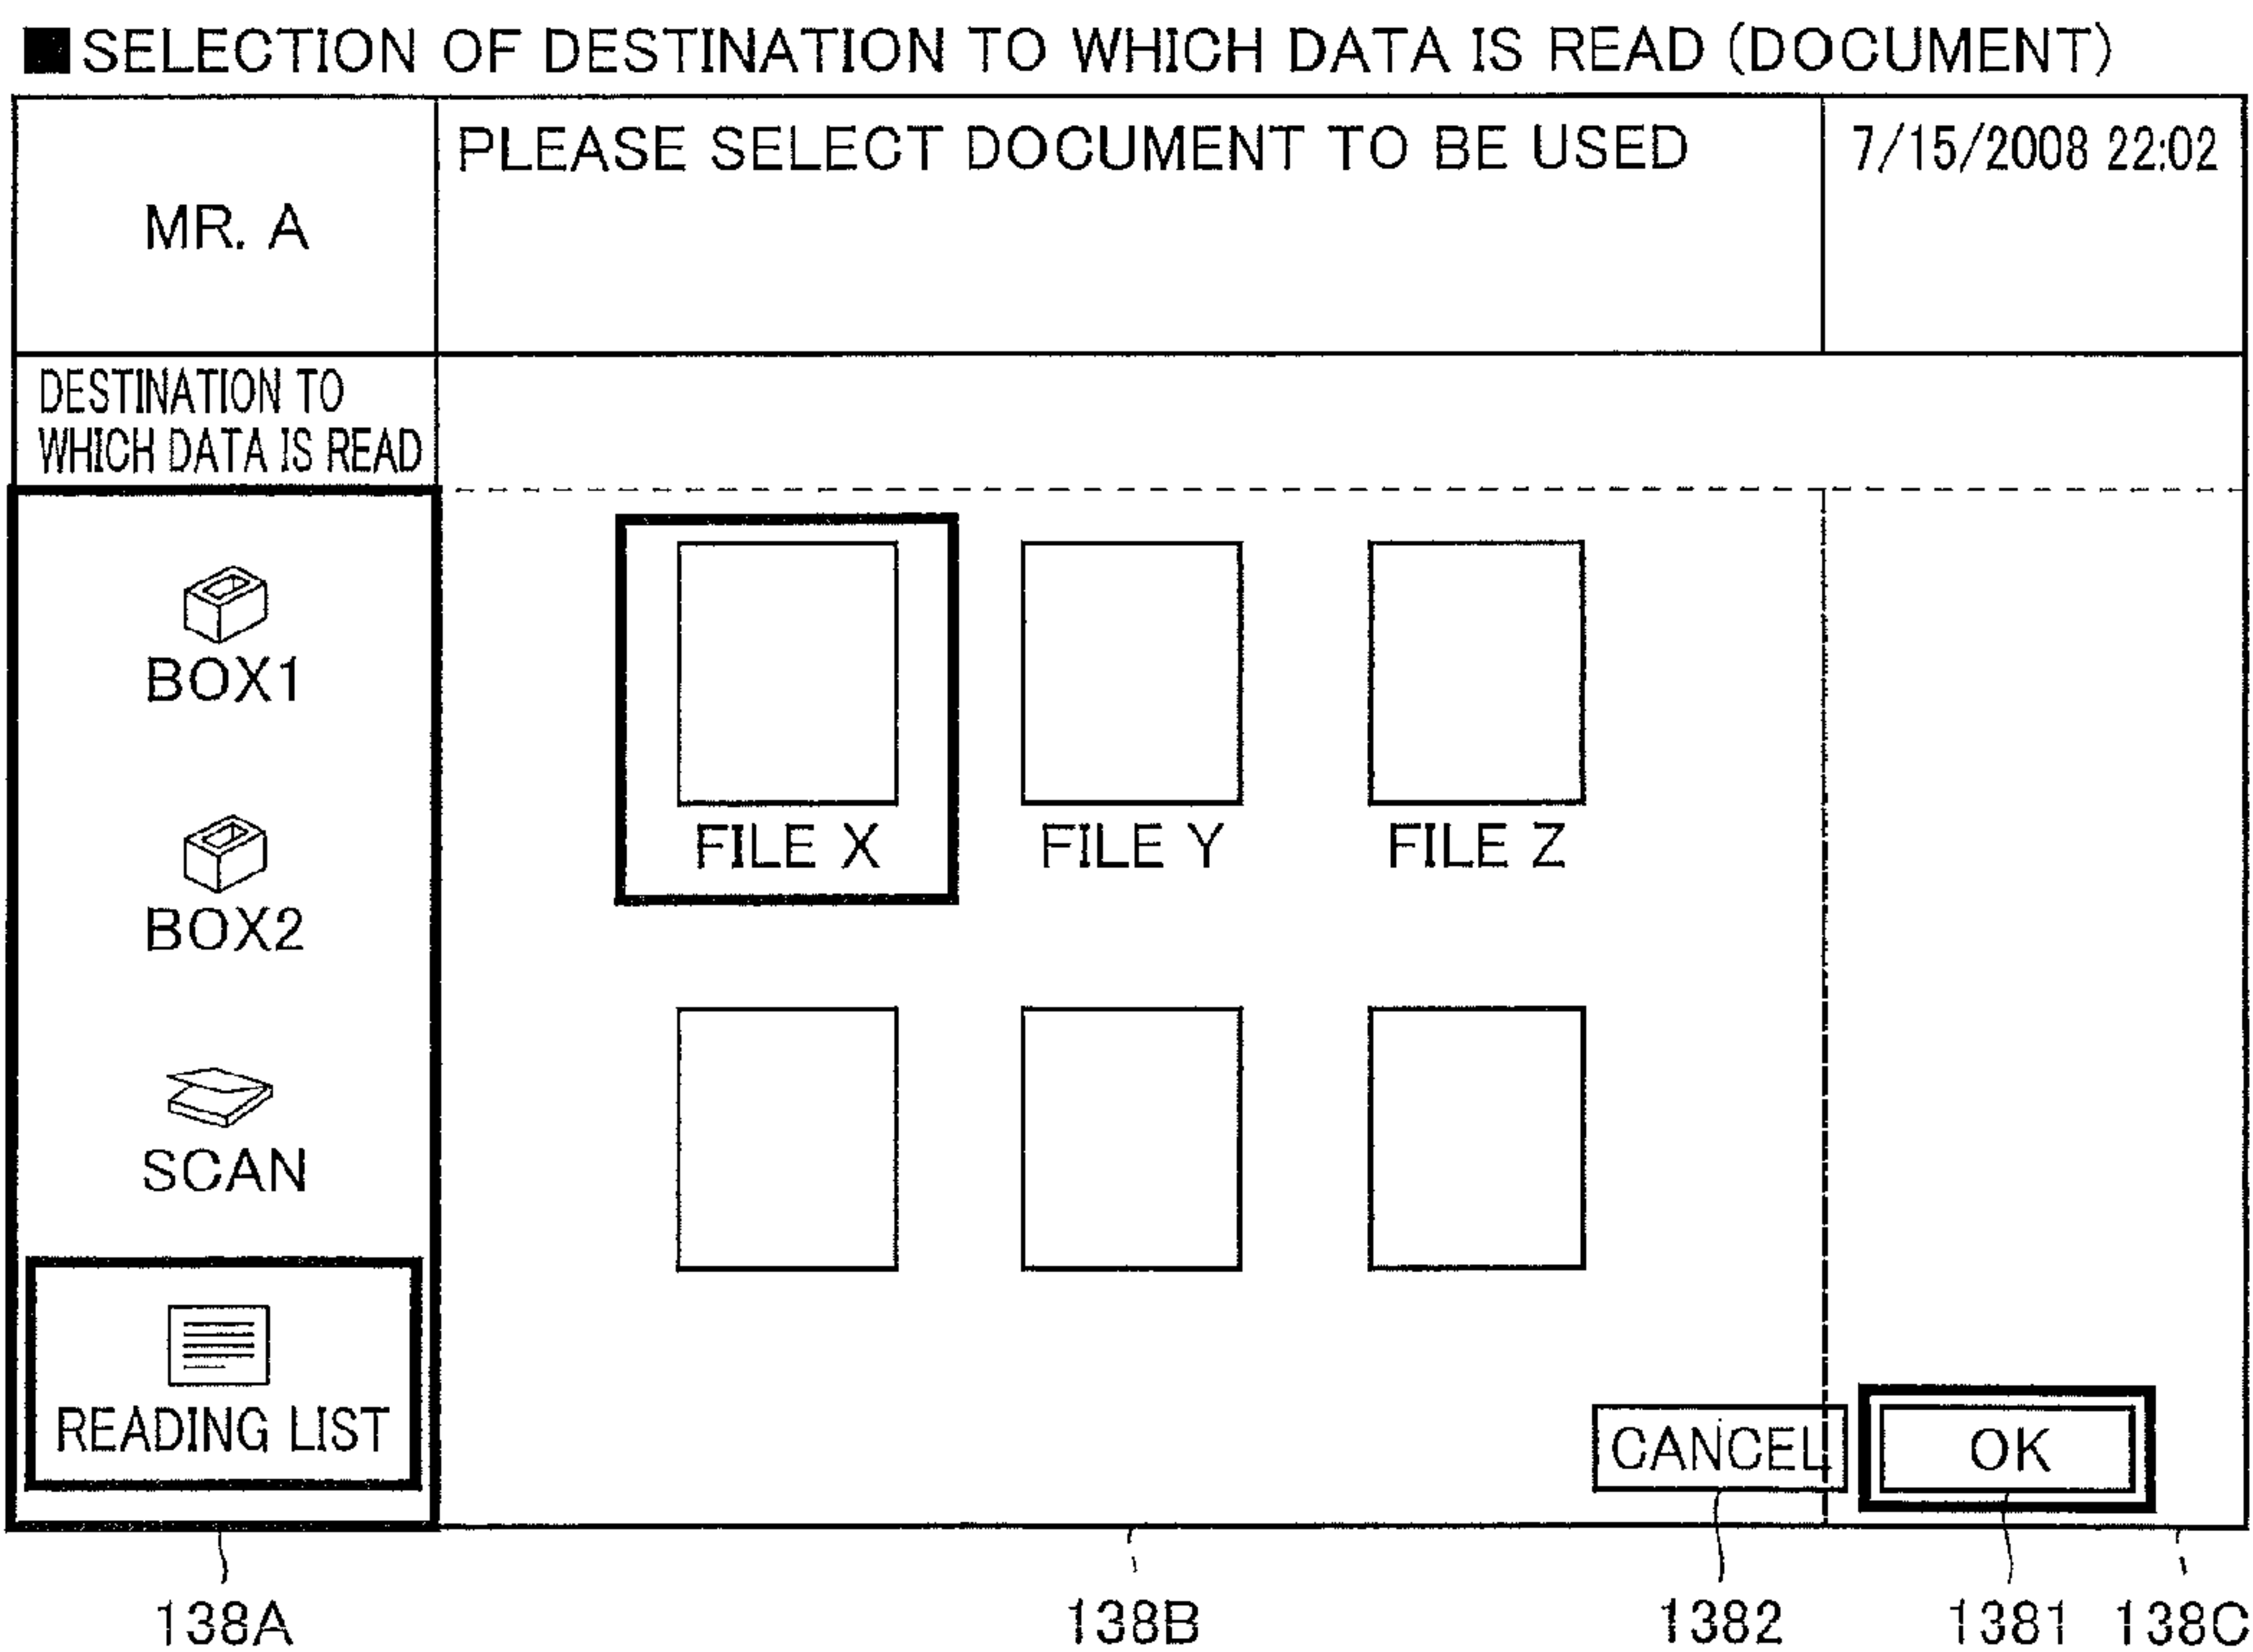 ■SELECTION OF DESTINATION TO WHICH DATA IS READ (DOCUMENT)
MR. A
PLEASE SELECT DOCUMENT TO BE USED
7/15/2008 22:02
DESTINATION TO
WHICH DATA IS READ
BOX1
BOX2
SCAN
READING LIST
FILE X
FILE Y
FILE Z
CANCEL
OK
138A
138B
1382
1381
138C